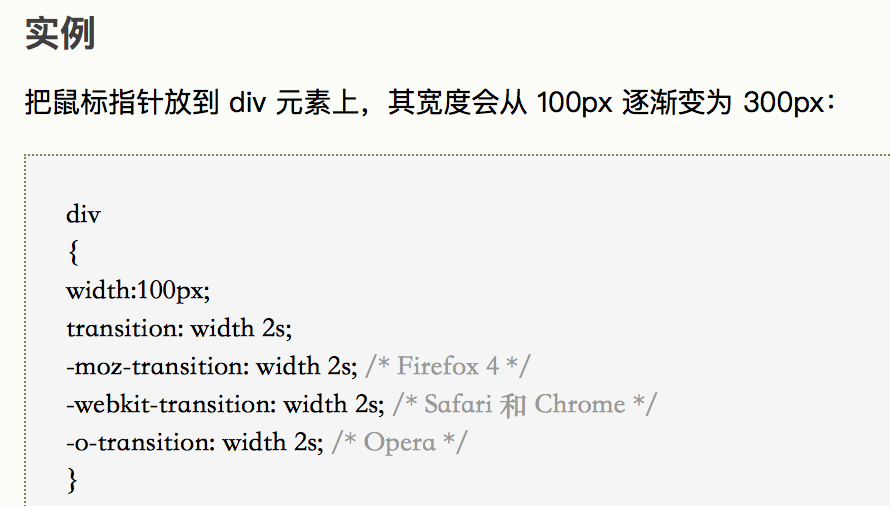 实例
把鼠标指针放到 div 元素上，其宽度会从 100px 逐渐变为 300px：
div
{
width:100px;
transition: width 2s;
-moz-transition: width 2s; /* Firefox 4 */
-webkit-transition: width 2s; /* Safari 和 Chrome */
-o-transition: width 2s; /* Opera */
}